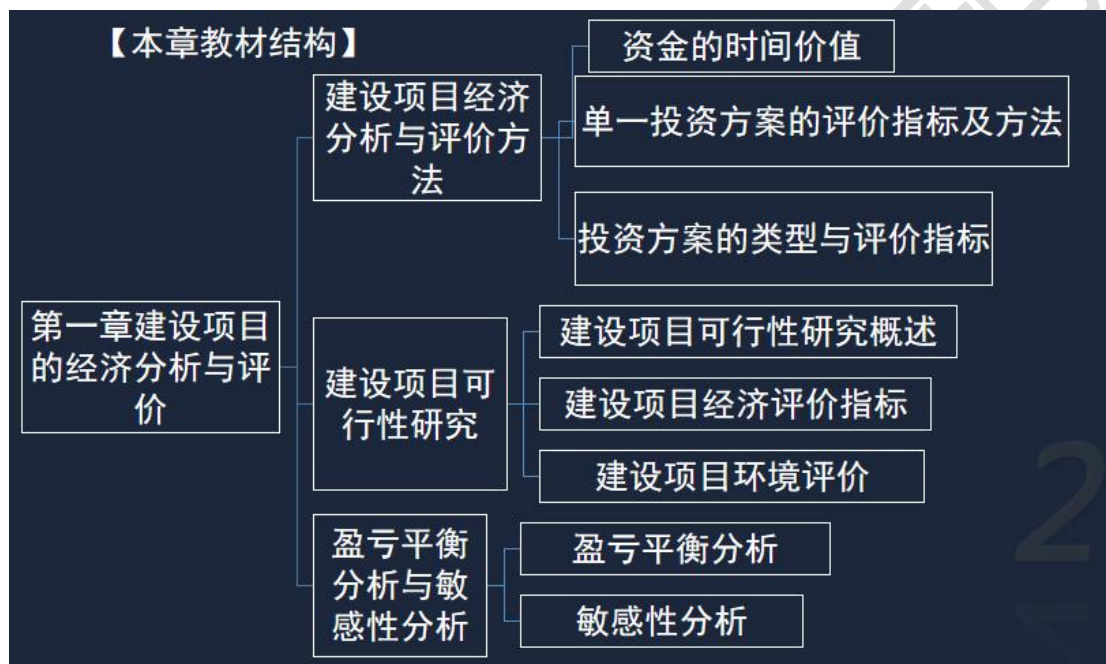 【本章教材结构】
资金的时间价值
建设项目经济
分析与评价方
法
单一投资方案的评价指标及方法
投资方案的类型与评价指标
第一章建设项目
的经济分析与评
价
建设项目可
行性研究
建设项目可行性研究概述
建设项目经济评价指标
建设项目环境评价
盈亏平衡
分析与敏
感性分析
盈亏平衡分析
敏感性分析